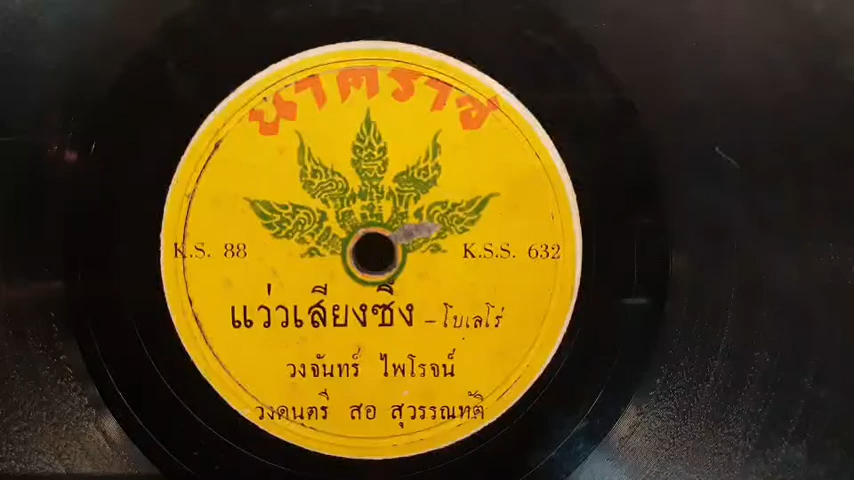 นาคราช
K.S. 88
K.S.S. 632
แว่วเสียงซึง - โบเลโร่
วงจันทร์ ไพโรจน์
วงดนตรี สอ สุวรรณทัติ